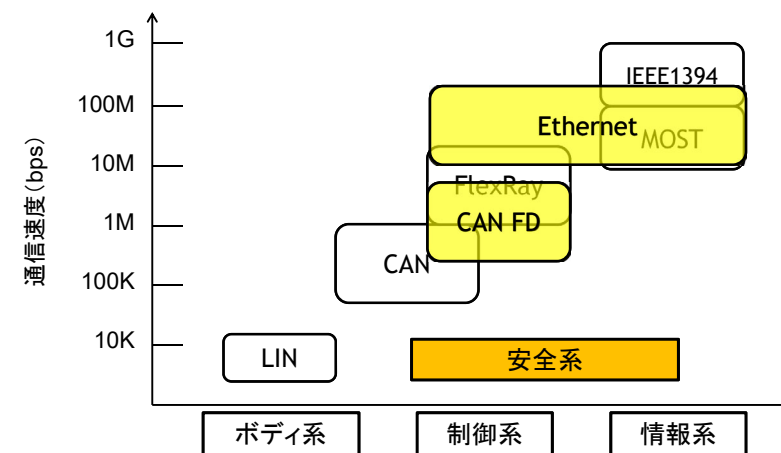 1G
IEEE1394
100M
Ethernet
MOST
10M
FlexRay
CAN FD
1M
CAN
100K
10K
LIN
安全系
通信速度(bps)
ボディ系
制御系
情報系